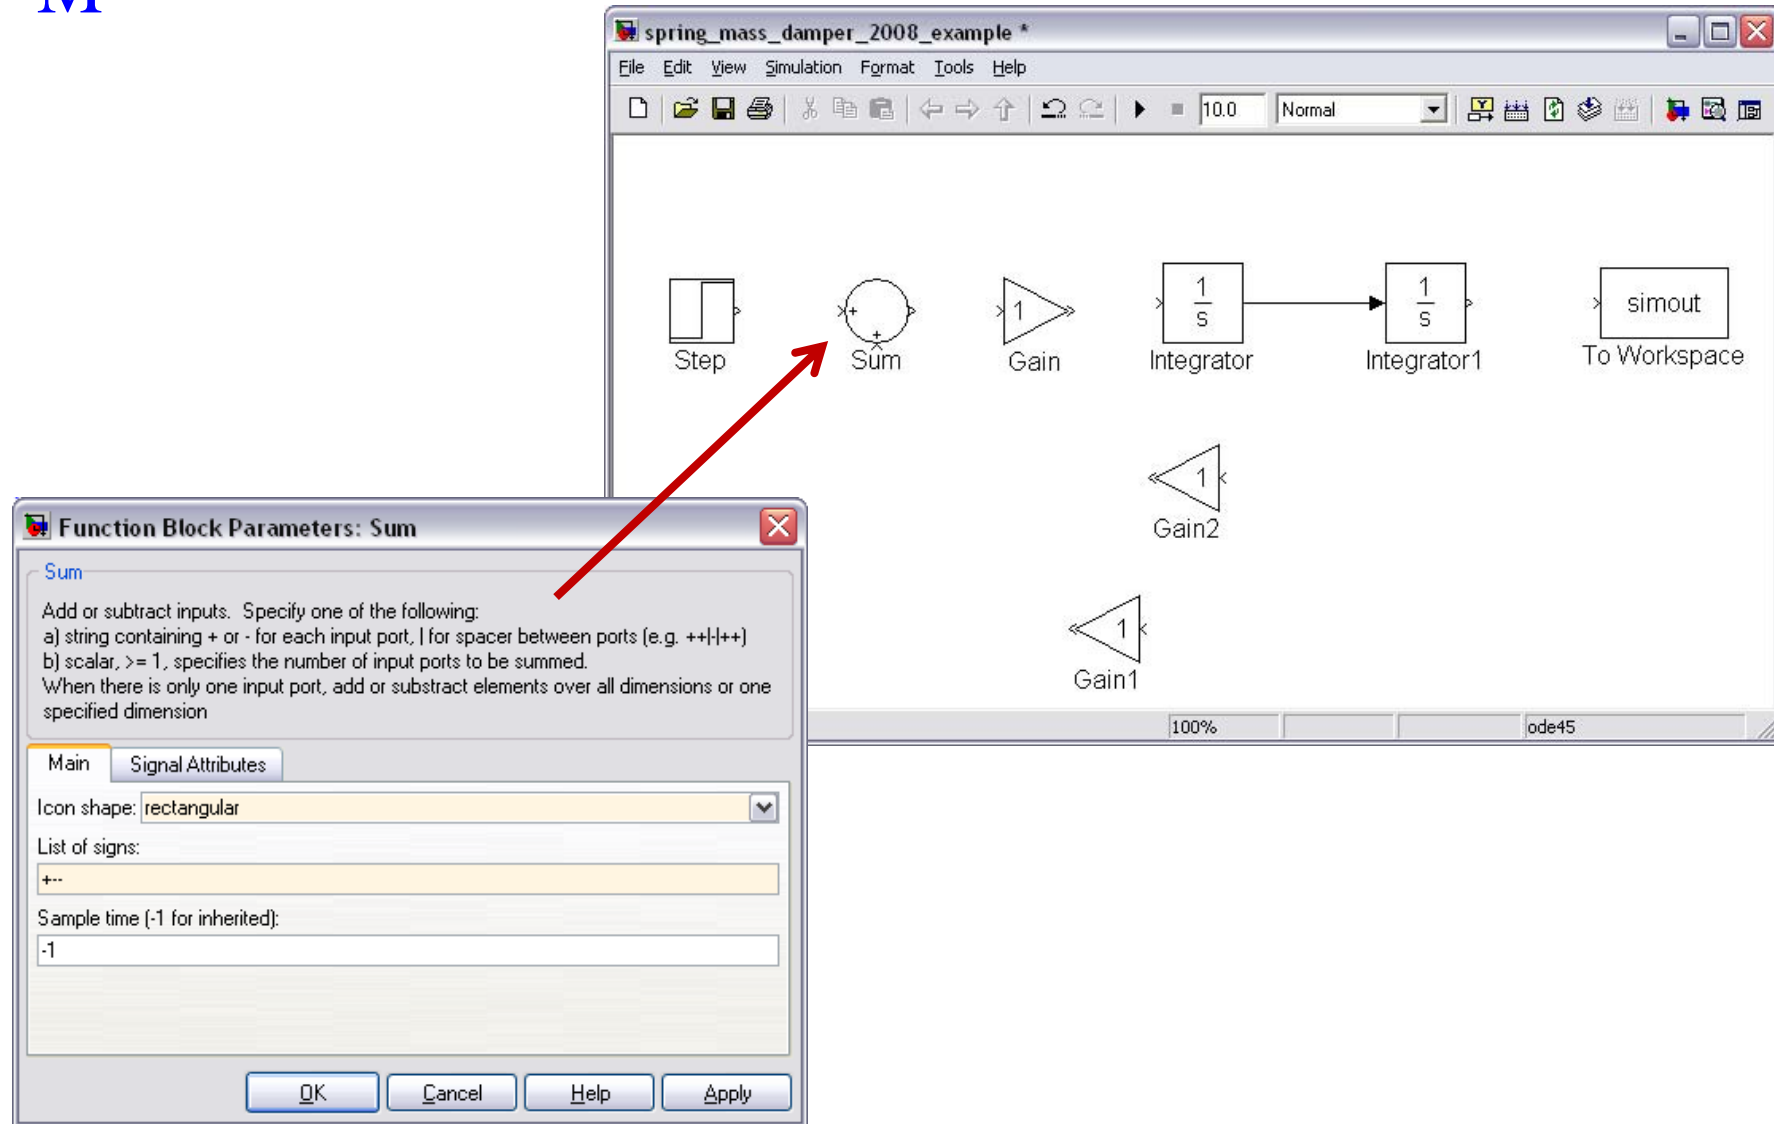 M
spring_mass_damper_2008_example *
File Edit View Simulation Format Tools Help
10.0 Normal
1
s
1
s
simout
1
Step Sum Gain Integrator Integrator1 To Workspace
1
Gain2
1
Gain1
100% ode45
Function Block Parameters: Sum
Sum
Add or subtract inputs. Specify one of the following:
a) string containing + or - for each input port, | for spacer between ports (e.g. ++|-|++)
b) scalar, >= 1, specifies the number of input ports to be summed.
When there is only one input port, add or substract elements over all dimensions or one
specified dimension
Main Signal Attributes
Icon shape: rectangular
List of signs:
+--
Sample time (-1 for inherited):
-1
OK Cancel Help Apply